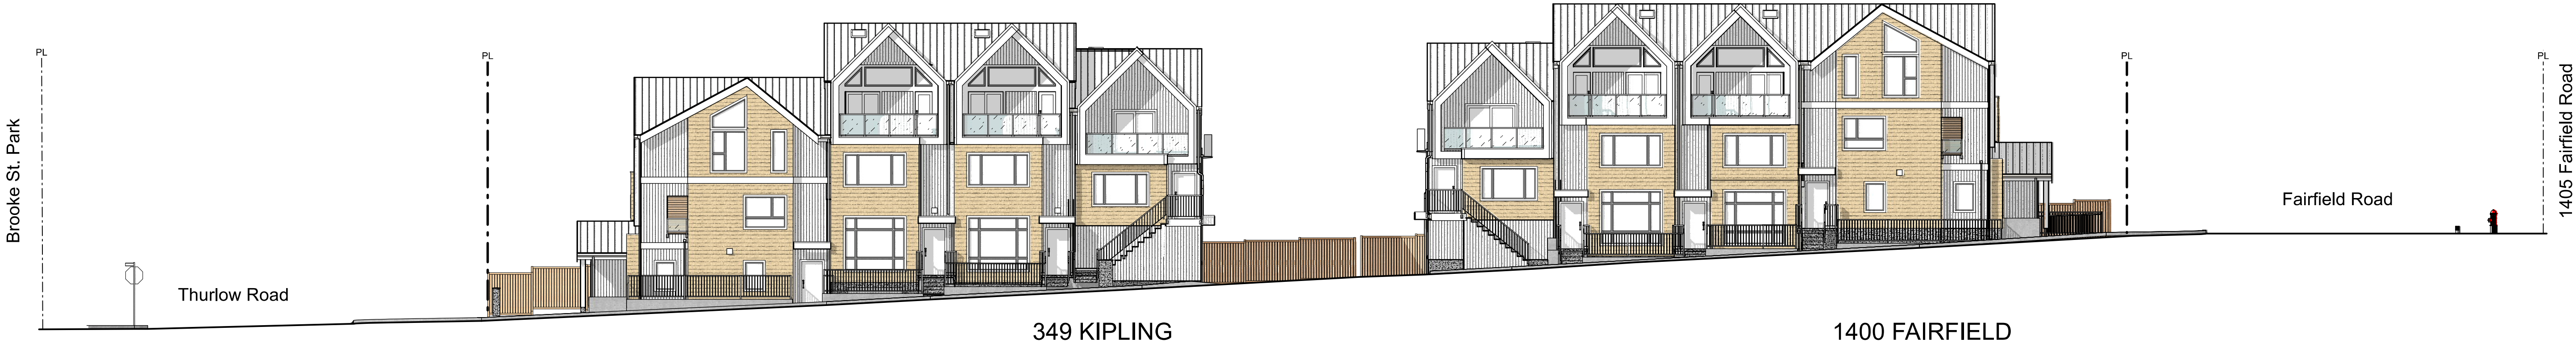 PL
PL
PL
PL
Brooke St. Park
Thurlow Road
349 KIPLING
1400 FAIRFIELD
Fairfield Road
1405 Fairfield Road